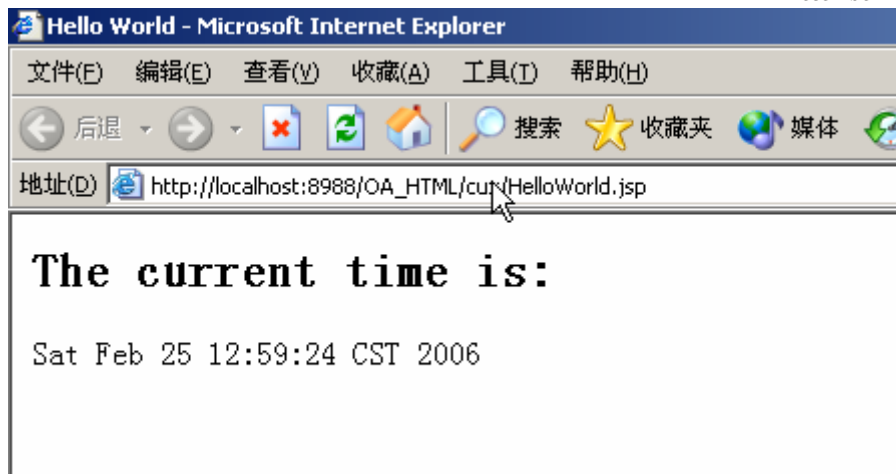 Hello World - Microsoft Internet Explorer
文件(F) 编辑(E) 查看(V) 收藏(A) 工具(T) 帮助(H)
后退 搜索 收藏夹 媒体
地址(D) http://localhost:8988/OA_HTML/cux/HelloWorld.jsp
The current time is:
Sat Feb 25 12:59:24 CST 2006